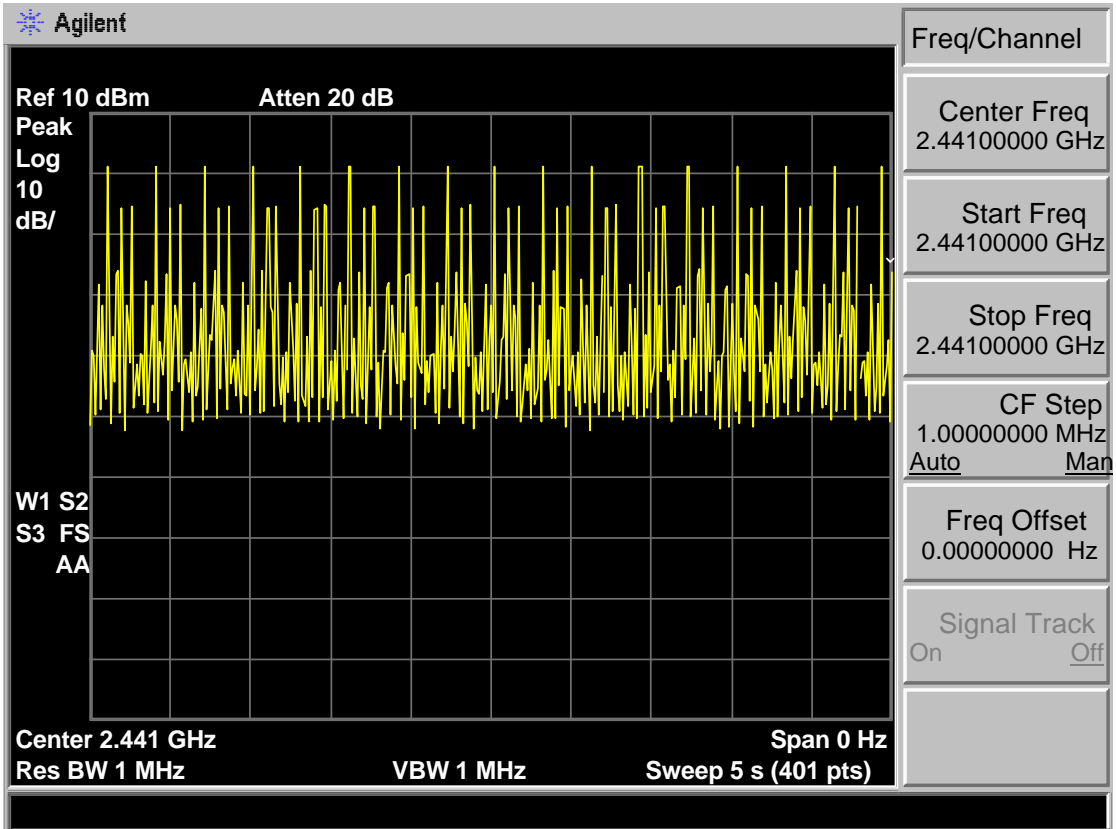 Agilent
Ref 10 dBm Atten 20 dB
Peak
Log
10
dB/
W1 S2
S3 FS
AA
Center 2.441 GHz Span 0 Hz
Res BW 1 MHz VBW 1 MHz Sweep 5 s (401 pts)
Freq/Channel
Center Freq
2.44100000 GHz
Start Freq
2.44100000 GHz
Stop Freq
2.44100000 GHz
CF Step
1.00000000 MHz
Auto Man
Freq Offset
0.00000000 Hz
Signal Track
On Off